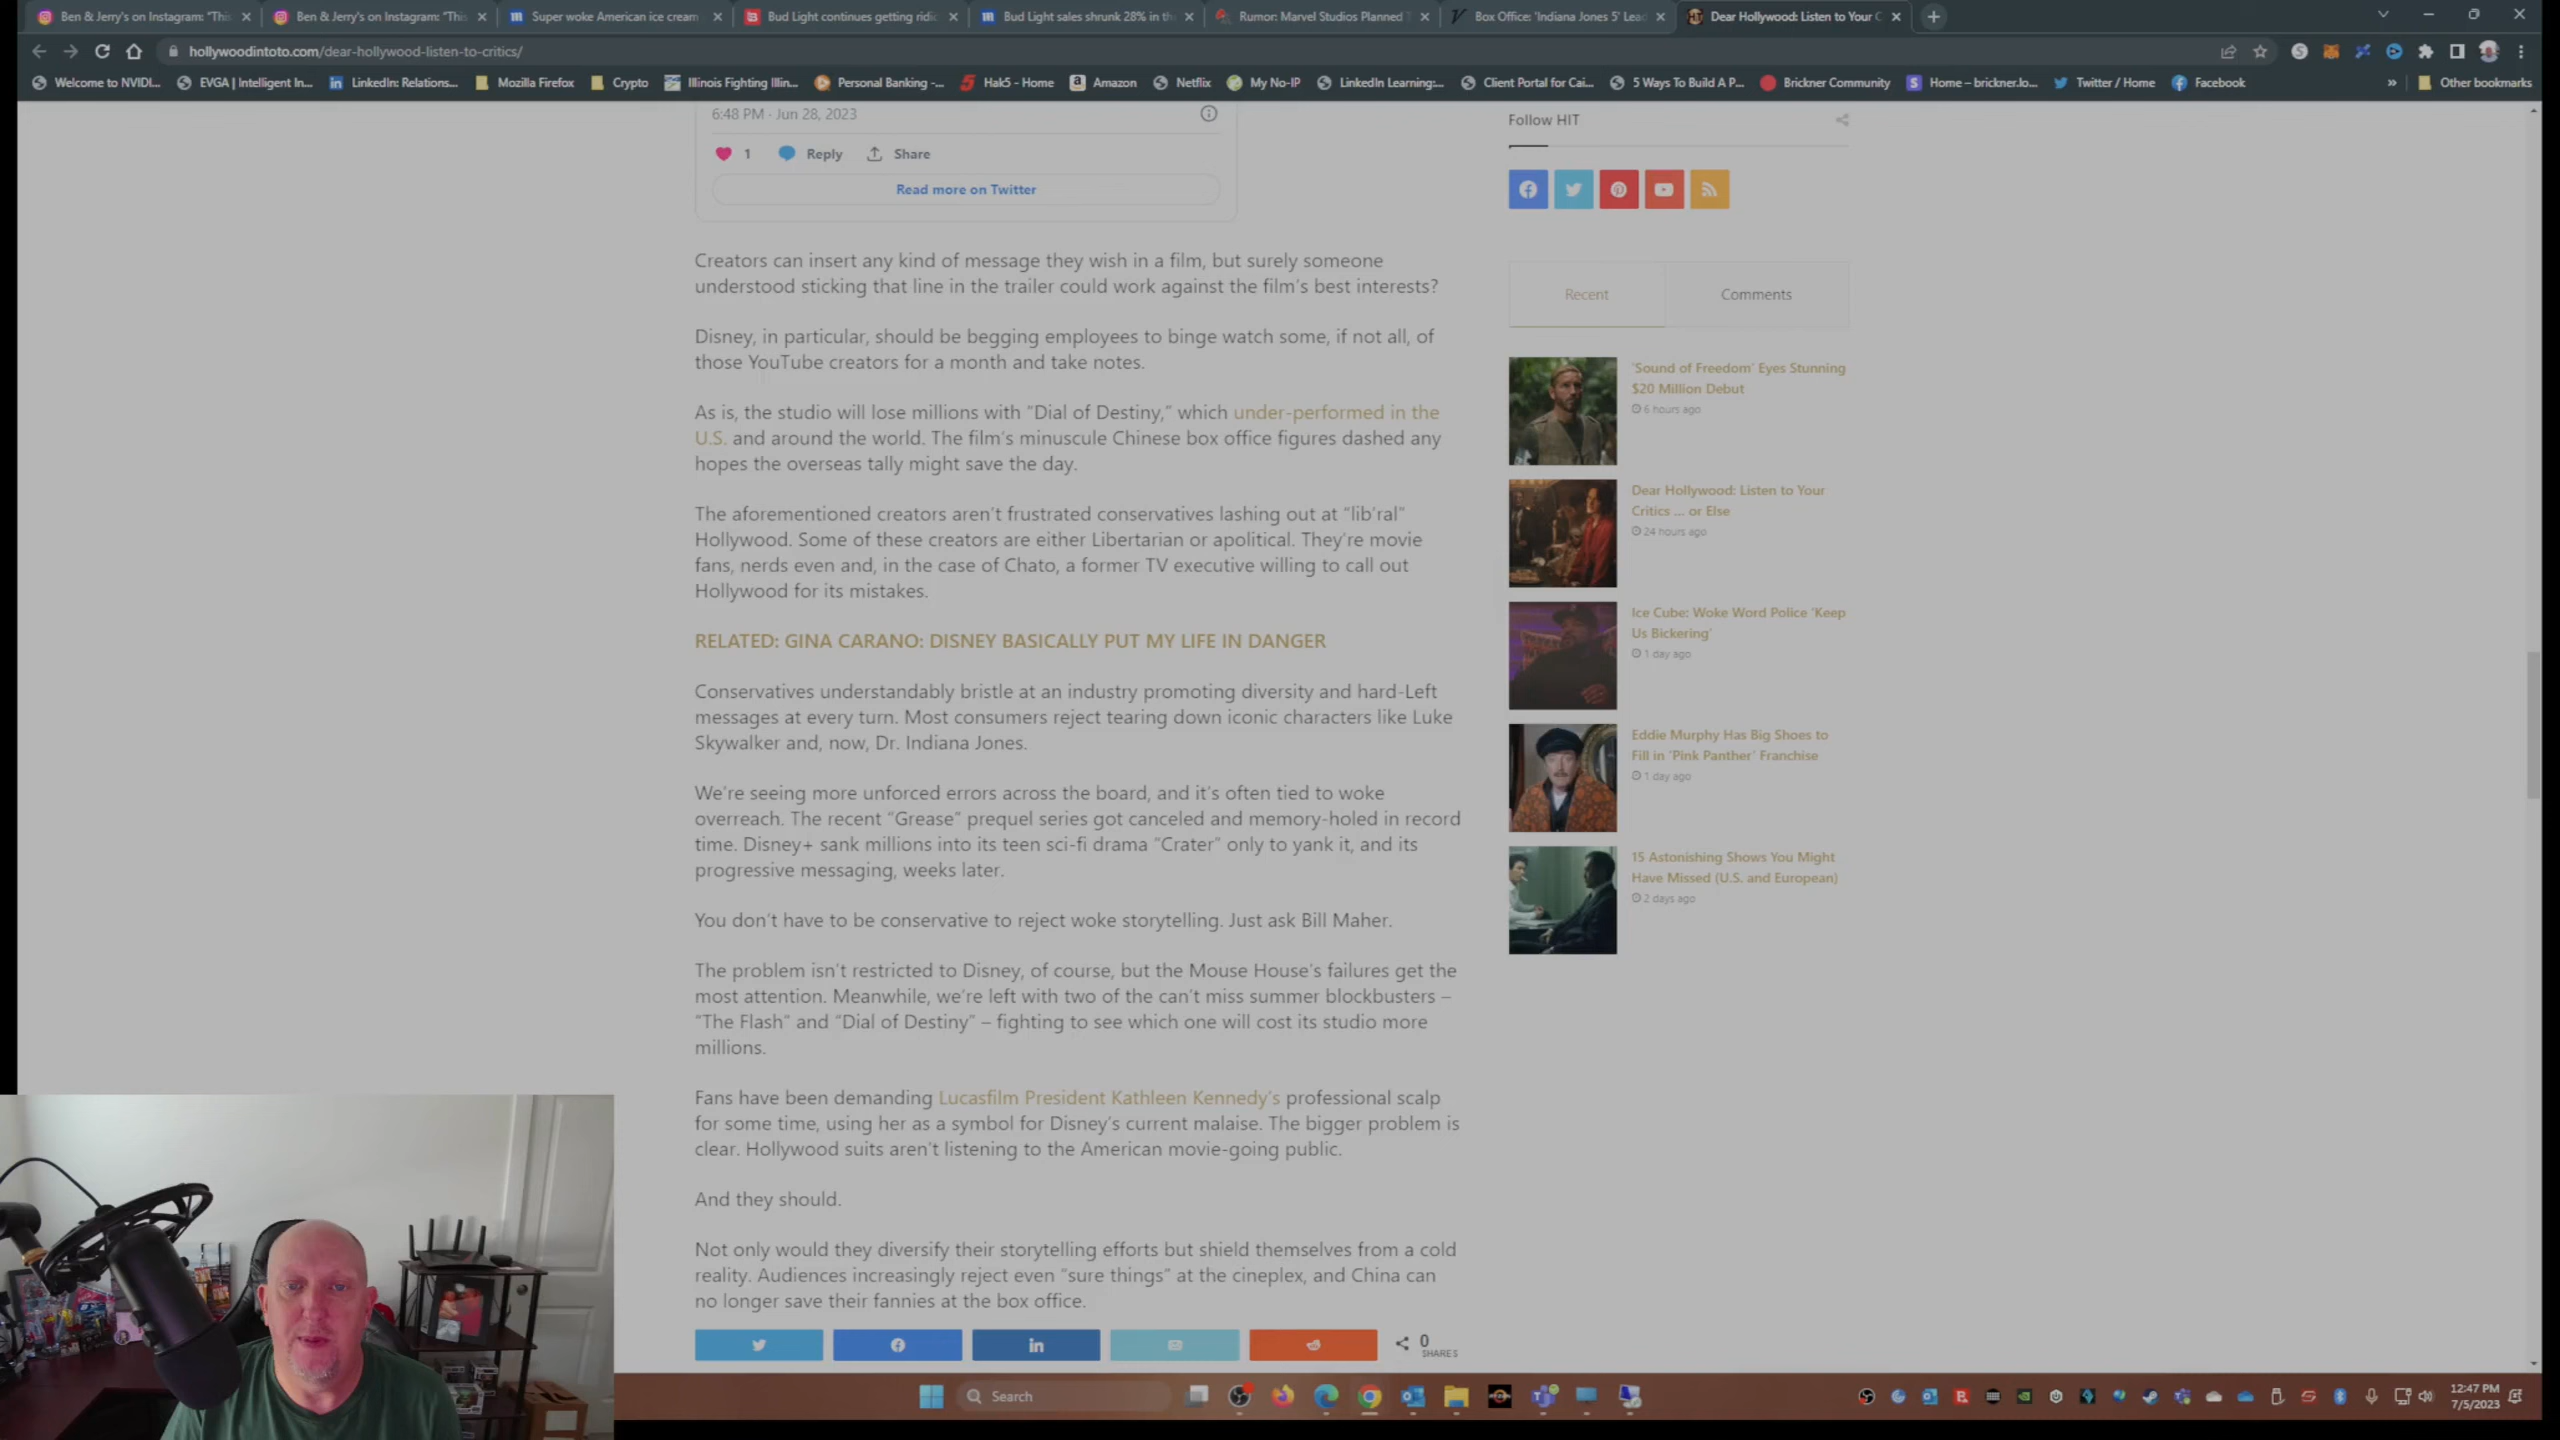 Ben & Jerry's on Instagram: "This
Ben & Jerry's on Instagram: "This
Super woke American ice cream
Bud Light continues getting ridic
Bud Light sales shrunk 28% in th
Rumor: Marvel Studios Planned
Box Office: 'Indiana Jones 5' Lead
Dear Hollywood: Listen to Your C
hollywoodintoto.com/dear-hollywood-listen-to-critics/
Welcome to NVIDI...
EVGA | Intelligent In...
LinkedIn: Relations...
Mozilla Firefox
Crypto
Illinois Fighting Illin...
Personal Banking -...
Hak5 - Home
Amazon
Netflix
My No-IP
LinkedIn Learning:...
Client Portal for Cai...
5 Ways To Build A P...
Brickner Community
Home – brickner.lo...
Twitter / Home
Facebook
»
Other bookmarks
6:48 PM · Jun 28, 2023
1
Reply
Share
Read more on Twitter
Creators can insert any kind of message they wish in a film, but surely someone
understood sticking that line in the trailer could work against the film's best interests?
Disney, in particular, should be begging employees to binge watch some, if not all, of
those YouTube creators for a month and take notes.
As is, the studio will lose millions with "Dial of Destiny," which under-performed in the
U.S. and around the world. The film's minuscule Chinese box office figures dashed any
hopes the overseas tally might save the day.
The aforementioned creators aren't frustrated conservatives lashing out at "lib'ral"
Hollywood. Some of these creators are either Libertarian or apolitical. They're movie
fans, nerds even and, in the case of Chato, a former TV executive willing to call out
Hollywood for its mistakes.
RELATED: GINA CARANO: DISNEY BASICALLY PUT MY LIFE IN DANGER
Conservatives understandably bristle at an industry promoting diversity and hard-Left
messages at every turn. Most consumers reject tearing down iconic characters like Luke
Skywalker and, now, Dr. Indiana Jones.
We're seeing more unforced errors across the board, and it's often tied to woke
overreach. The recent "Grease" prequel series got canceled and memory-holed in record
time. Disney+ sank millions into its teen sci-fi drama "Crater" only to yank it, and its
progressive messaging, weeks later.
You don't have to be conservative to reject woke storytelling. Just ask Bill Maher.
The problem isn't restricted to Disney, of course, but the Mouse House's failures get the
most attention. Meanwhile, we're left with two of the can't miss summer blockbusters –
"The Flash" and "Dial of Destiny" – fighting to see which one will cost its studio more
millions.
Fans have been demanding Lucasfilm President Kathleen Kennedy's professional scalp
for some time, using her as a symbol for Disney's current malaise. The bigger problem is
clear. Hollywood suits aren't listening to the American movie-going public.
And they should.
Not only would they diversify their storytelling efforts but shield themselves from a cold
reality. Audiences increasingly reject even "sure things" at the cineplex, and China can
no longer save their fannies at the box office.
0
SHARES
Follow HIT
Recent
Comments
'Sound of Freedom' Eyes Stunning
$20 Million Debut
6 hours ago
Dear Hollywood: Listen to Your
Critics ... or Else
24 hours ago
Ice Cube: Woke Word Police 'Keep
Us Bickering'
1 day ago
Eddie Murphy Has Big Shoes to
Fill in 'Pink Panther' Franchise
1 day ago
15 Astonishing Shows You Might
Have Missed (U.S. and European)
2 days ago
Search
12:47 PM
7/5/2023